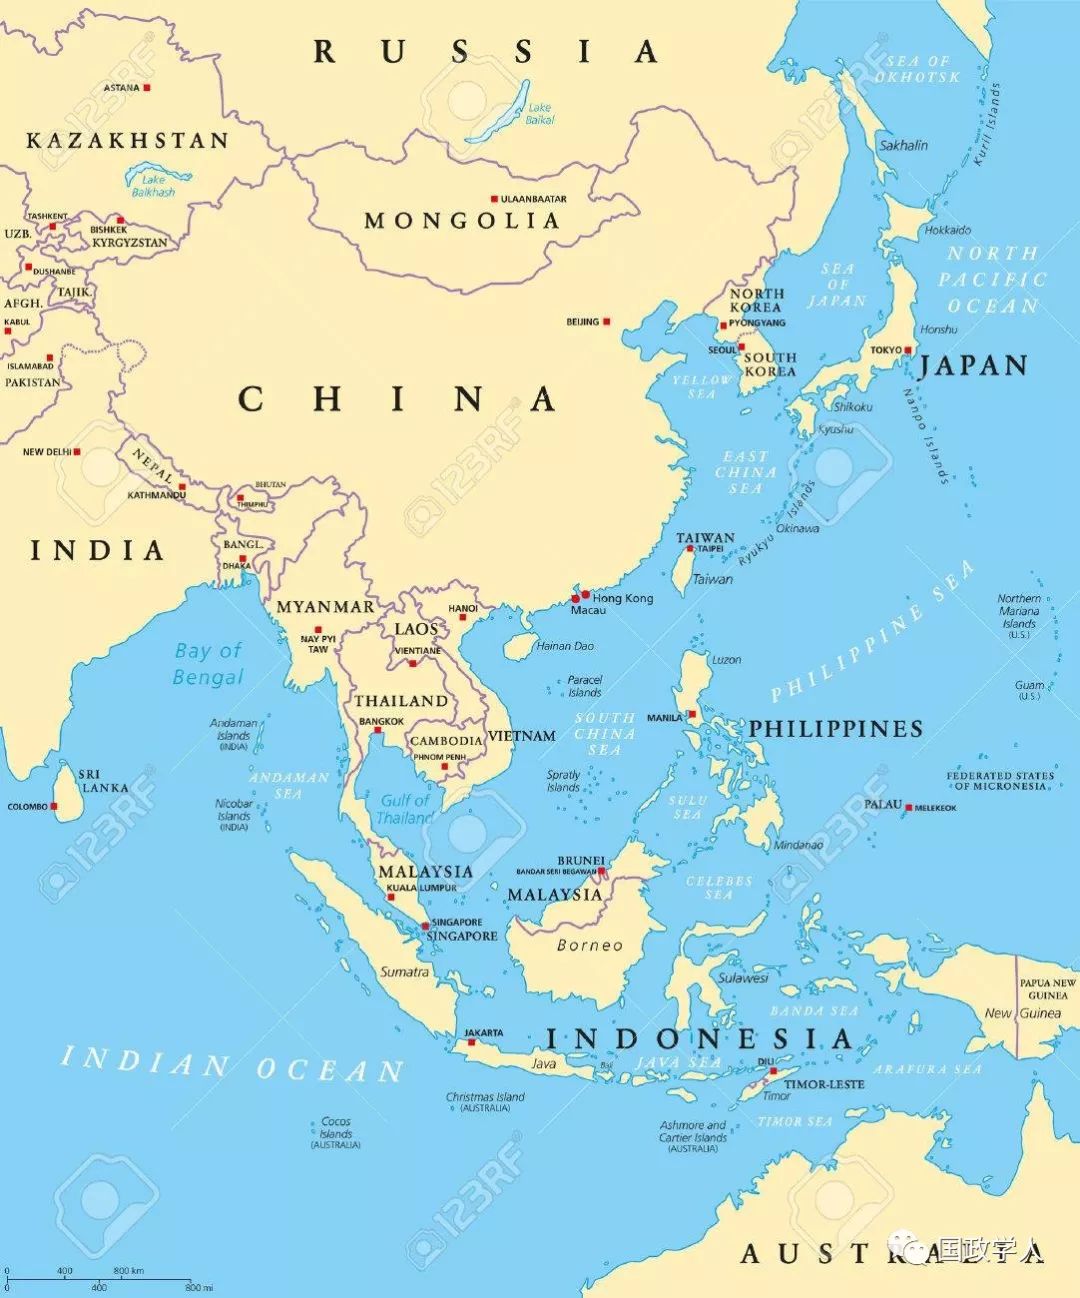 RUSSIA
SEA OF
OKHOTSK
ASTANA
Lake
Baikal
Kuril Islands
KAZAKHSTAN
Sakhalin
Lake
Balkhash
ULAANBAATAR
MONGOLIA
TASHKENT
UZB.
BISHKEK
KYRGYZSTAN
Hokkaido
NORTH
PACIFIC
OCEAN
SEA
OF
JAPAN
DUSHANBE
TAJIK.
AFGH.
KABUL
NORTH
KOREA
PYONGYANG
BEIJING
Honshu
SEOUL
SOUTH
KOREA
TOKYO
JAPAN
ISLAMABAD
PAKISTAN
YELLOW
SEA
CHINA
Nanpo Islands
Shikoku
Kyushu
NEW DELHI
NEPAL
KATHMANDU
EAST
CHINA
SEA
BHUTAN
THIMPHU
Ryukyu Islands
Okinawa
INDIA
BANGL.
DHAKA
TAIWAN
TAIPEI
Taiwan
MYANMAR
HANOI
Hong Kong
Macau
PHILIPPINE SEA
Northern
Mariana
Islands
(U.S.)
NAY PYI
TAW
LAOS
VIENTIANE
Hainan Dao
Bay of
Bengal
Luzon
Paracel
Islands
Guam
(U.S.)
THAILAND
BANGKOK
SOUTH
CHINA
SEA
MANILA
PHILIPPINES
Andaman
Islands
(INDIA)
CAMBODIA
PHNOM PENH
VIETNAM
SRI
LANKA
COLOMBO
ANDAMAN
SEA
Nicobar
Islands
(INDIA)
Gulf of
Thailand
Spratly
Islands
SULU
SEA
FEDERATED STATES
OF MICRONESIA
PALAU
MELEKEOK
Mindanao
MALAYSIA
KUALA LUMPUR
BRUNEI
BANDAR SERI BEGAWAN
MALAYSIA
CELEBES
SEA
SINGAPORE
SINGAPORE
Borneo
Sumatra
Sulawesi
PAPUA NEW
GUINEA
New Guinea
BANDA SEA
JAKARTA
INDONESIA
Java
Bali
JAVA SEA
DILI
TIMOR-LESTE
Timor
ARAFURA SEA
INDIAN OCEAN
Christmas Island
(AUSTRALIA)
Cocos
Islands
(AUSTRALIA)
Ashmore and
Cartier Islands
(AUSTRALIA)
TIMOR SEA
AUSTRALIA
国政学人
0 400 800 km
0 400 800 mi
123RF
123RF
123RF
123RF
123RF
123RF
123RF